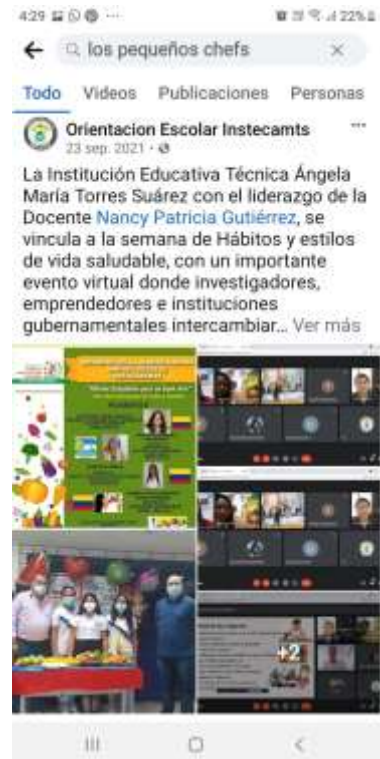 4:29
22%
los pequeños chefs
Todo Videos Publicaciones Personas
Orientacion Escolar Instecamts
23 sep. 2021
La Institución Educativa Técnica Ángela
María Torres Suárez con el liderazgo de la
Docente Nancy Patricia Gutiérrez, se
vincula a la semana de Hábitos y estilos
de vida saludable, con un importante
evento virtual donde investigadores,
emprendedores e instituciones
gubernamentales intercambiar... Ver más
+2